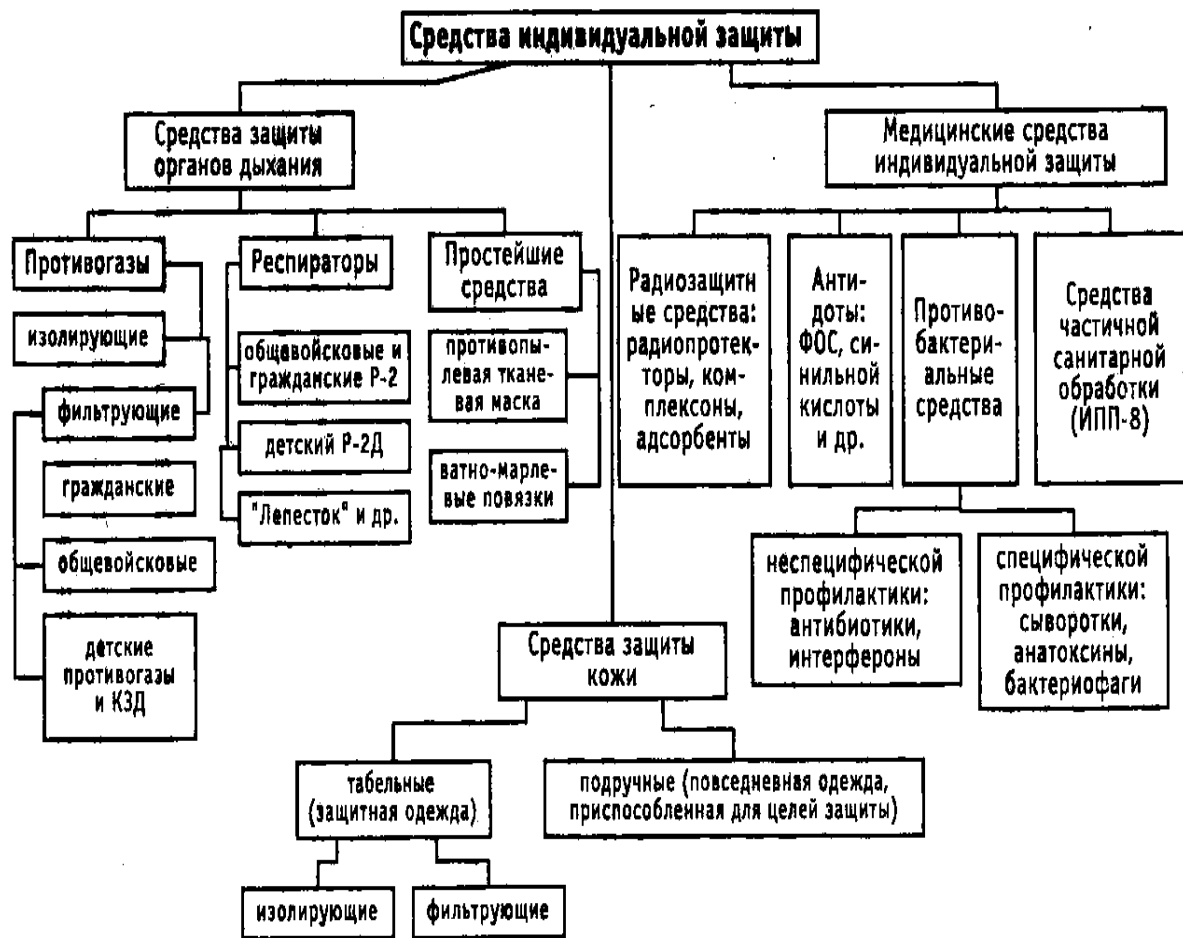 Средства индивидуальной защиты
Средства защиты
органов дыхания
Медицинские средства
индивидуальной защиты
Противогазы
изолирующие
фильтрующие
гражданские
общевойсковые
детские
противогазы
и КЗД
Респираторы
общевойсковые и
гражданские Р-2
детский Р-2Д
"Лепесток" и др.
Простейшие
средства
противопы-
левая ткане-
вая маска
ватно-марле-
вые повязки
Радиозащитн
ые средства:
радиопротек-
торы, ком-
плексоны,
адсорбенты
Анти-
доты:
ФОС, си-
нильной
кислоты
и др.
Противо-
бактери-
альные
средства
Средства
частичной
санитарной
обработки
(ИПП-8)
неспецифической
профилактики:
антибиотики,
интерфероны
специфической
профилактики:
сыворотки,
анатоксины,
бактериофаги
Средства защиты
кожи
табельные
(защитная одежда)
подручные (повседневная одежда,
приспособленная для целей защиты)
изолирующие
фильтрующие